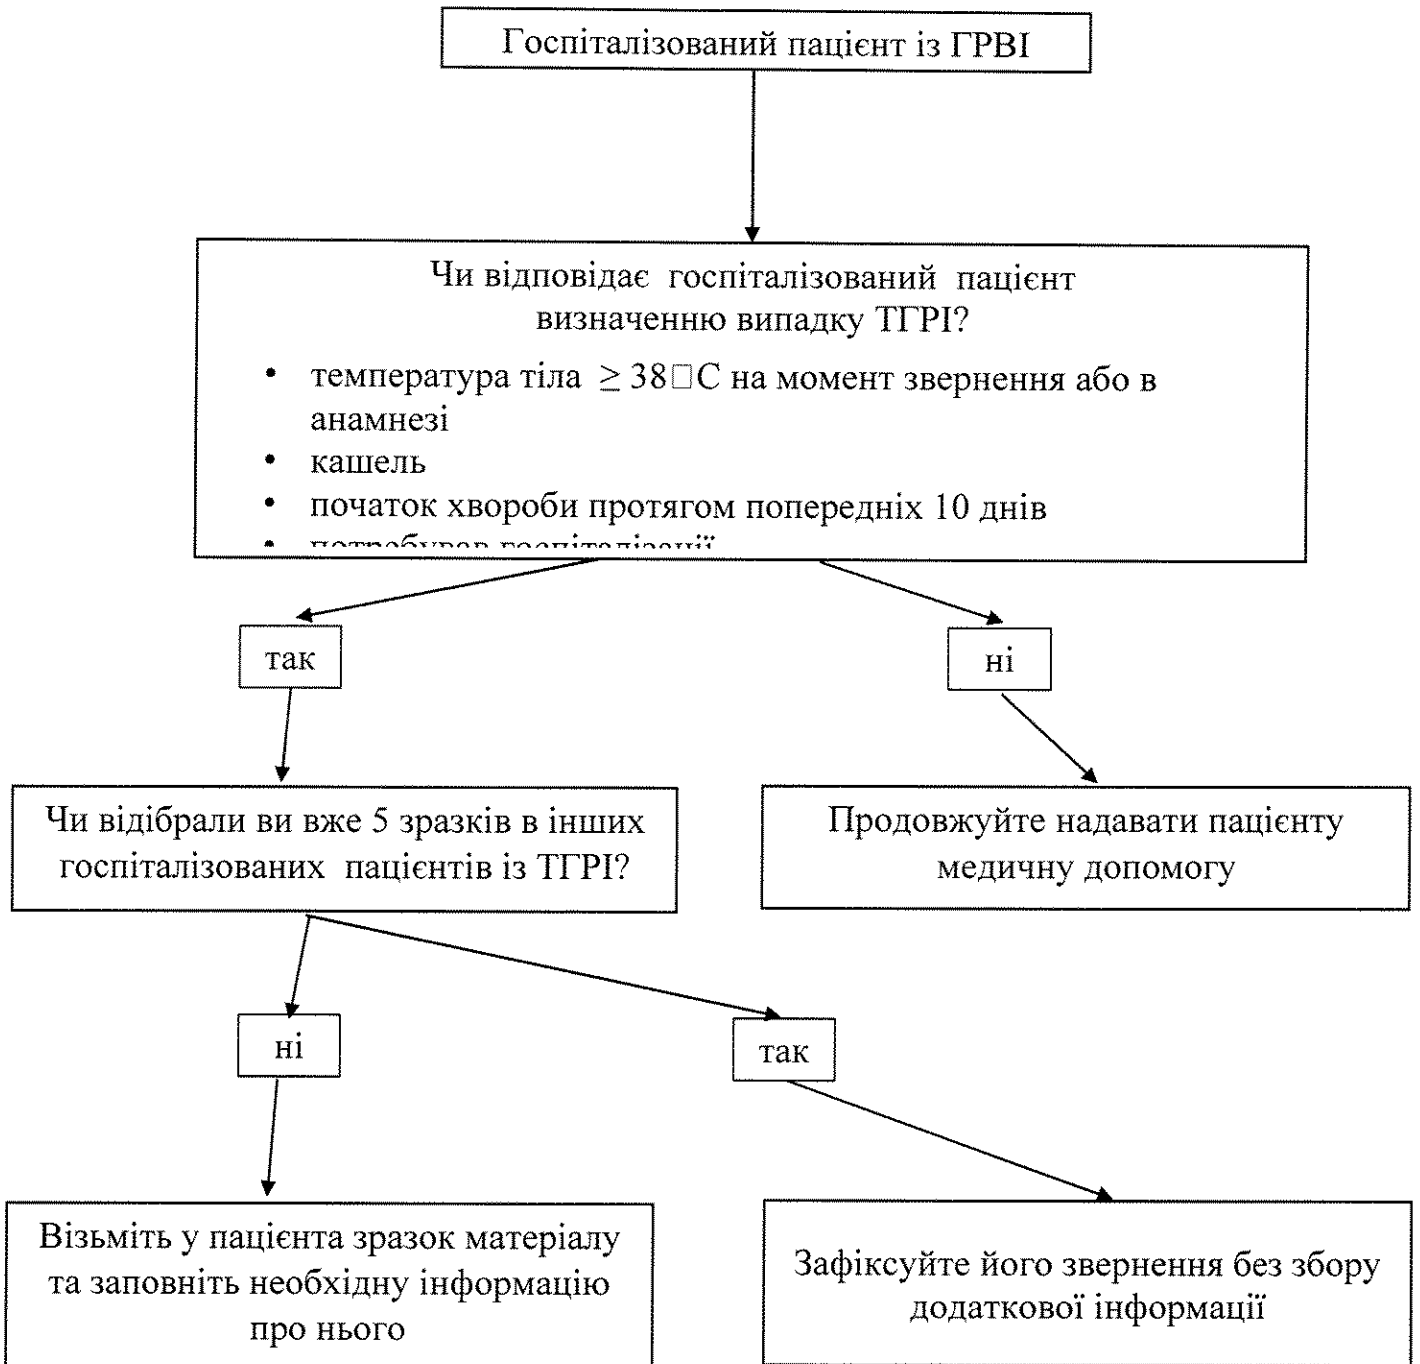 Госпіталізований пацієнт із ГРВІ
Чи відповідає госпіталізований пацієнт
визначенню випадку ТГРІ?
• температура тіла ≥ 38□С на момент звернення або в
анамнезі
• кашель
• початок хвороби протягом попередніх 10 днів
• потребував госпіталізації
так
ні
Чи відібрали ви вже 5 зразків в інших
госпіталізованих пацієнтів із ТГРІ?
Продовжуйте надавати пацієнту
медичну допомогу
ні
так
Візьміть у пацієнта зразок матеріалу
та заповніть необхідну інформацію
про нього
Зафіксуйте його звернення без збору
додаткової інформації